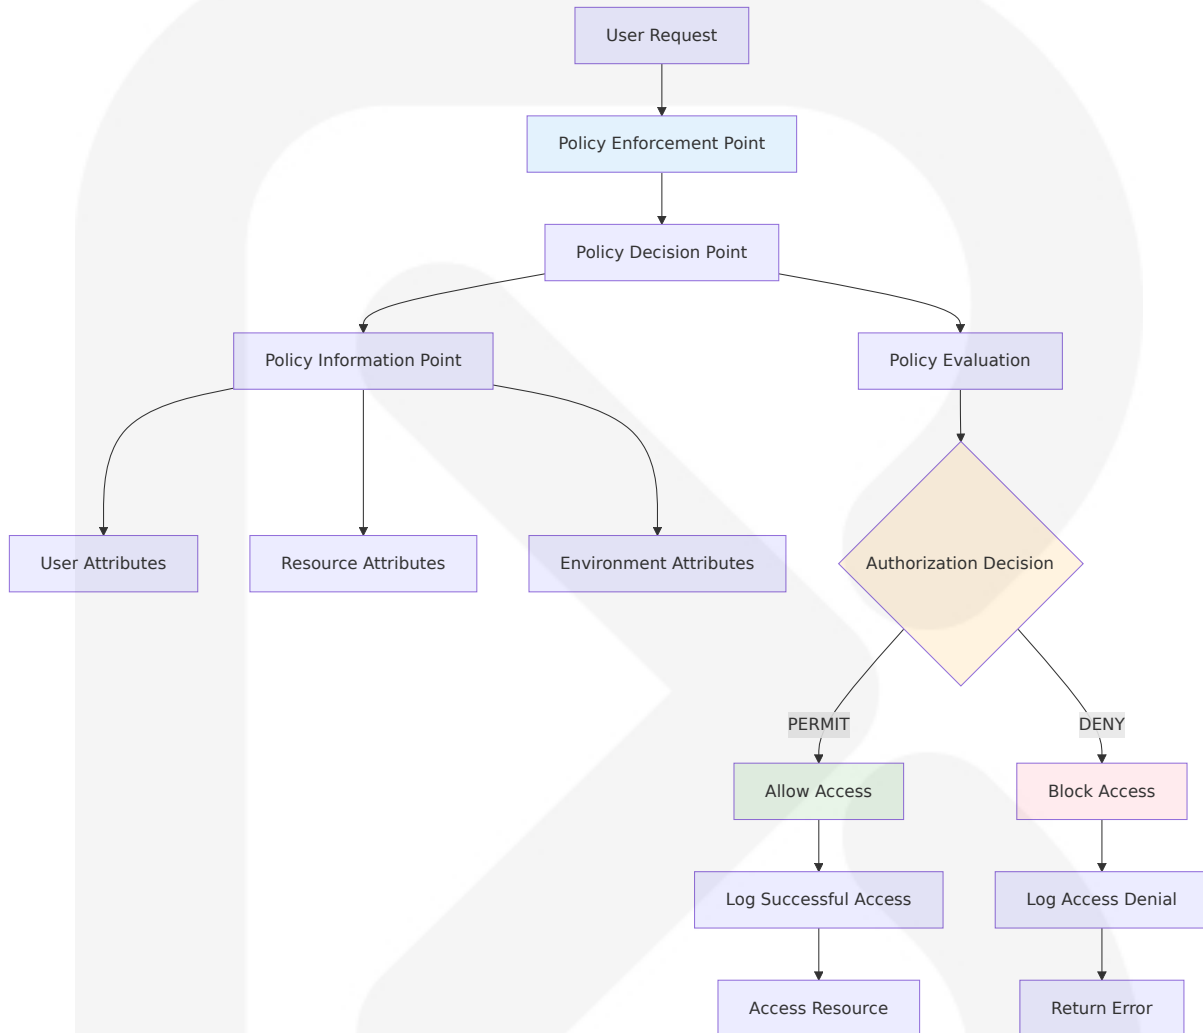 User Request
Policy Enforcement Point
Policy Decision Point
Policy Information Point
Policy Evaluation
User Attributes
Resource Attributes
Environment Attributes
Authorization Decision
PERMIT
DENY
Allow Access
Block Access
Log Successful Access
Log Access Denial
Access Resource
Return Error